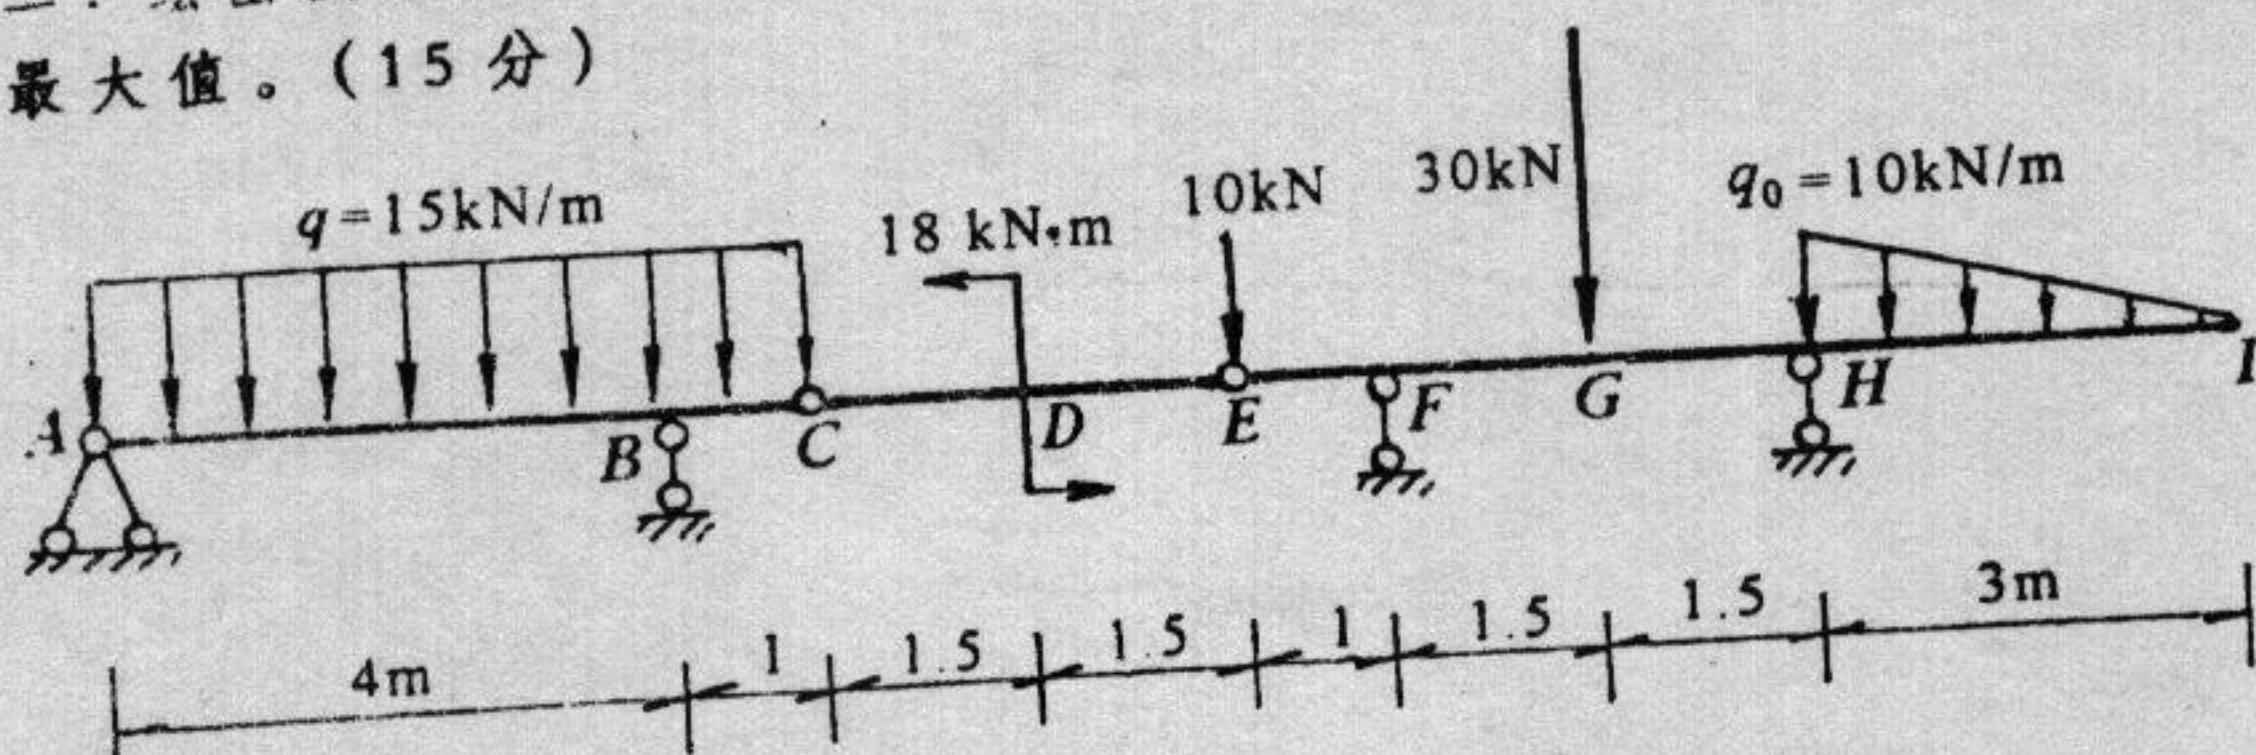 最大值。(15分)
q=15kN/m
18 kN·m
10kN
30kN
q₀=10kN/m
A
B
C
D
E
F
G
H
I
4m
1
1.5
1.5
1
1.5
1.5
3m